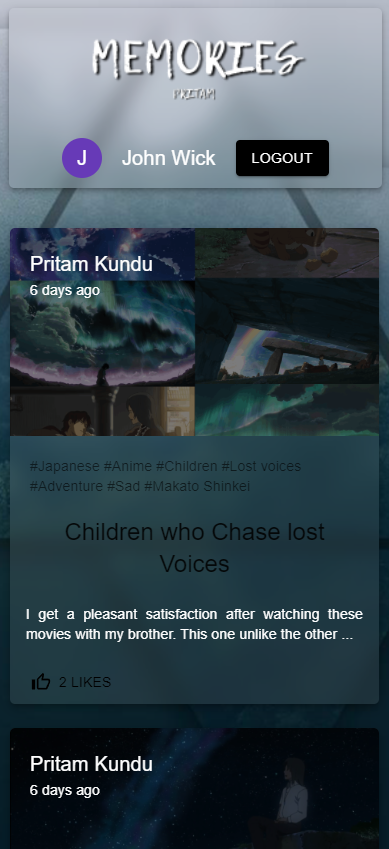 MEMORIES
PRITAM
J
John Wick
LOGOUT
Pritam Kundu
6 days ago
#Japanese #Anime #Children #Lost voices
#Adventure #Sad #Makato Shinkei
Children who Chase lost
Voices
I get a pleasant satisfaction after watching these
movies with my brother. This one unlike the other ...
2 LIKES
Pritam Kundu
6 days ago